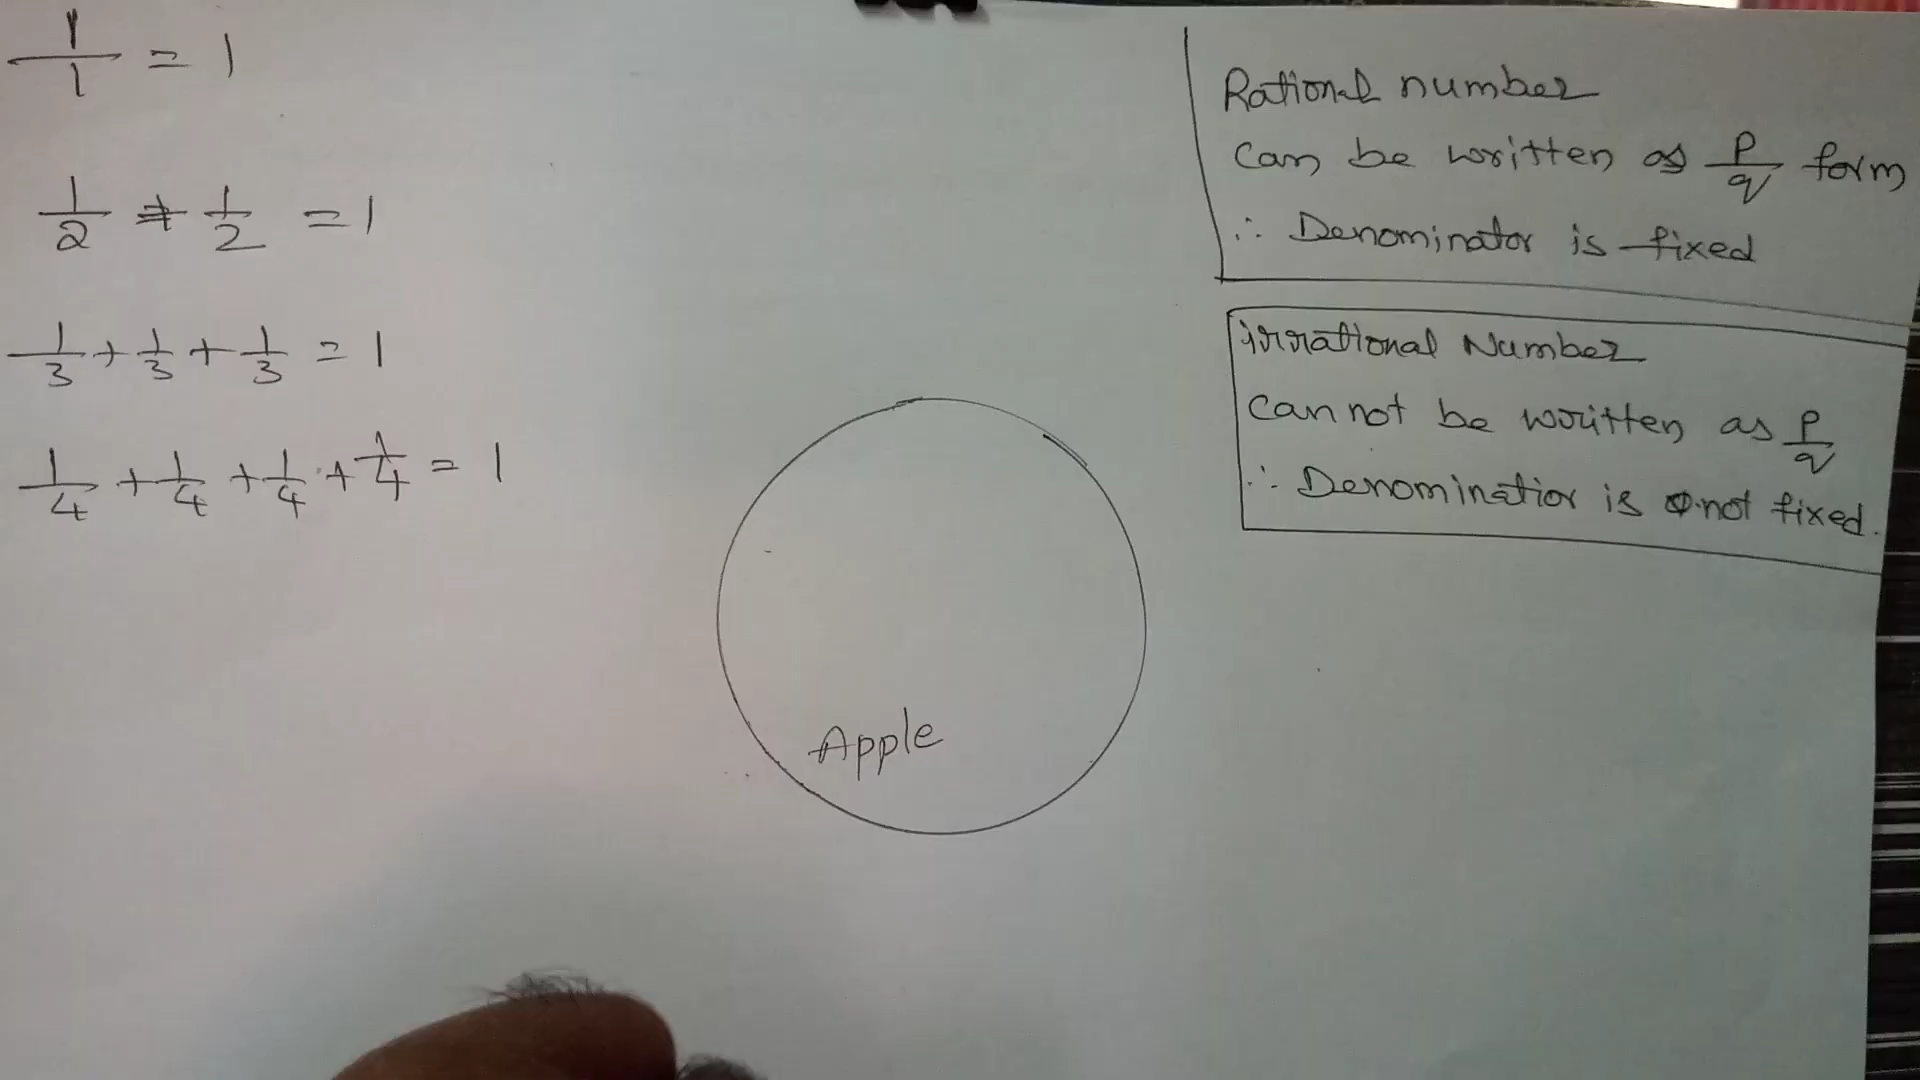 1/1 = 1
1/2 + 1/2 = 1
1/3 + 1/3 + 1/3 = 1
1/4 + 1/4 + 1/4 + 1/4 = 1
Apple
Rational number
can be written as p/q form
∴ Denominator is fixed
irrational Number
can not be written as p/q
∴ Denominatior is not fixed.